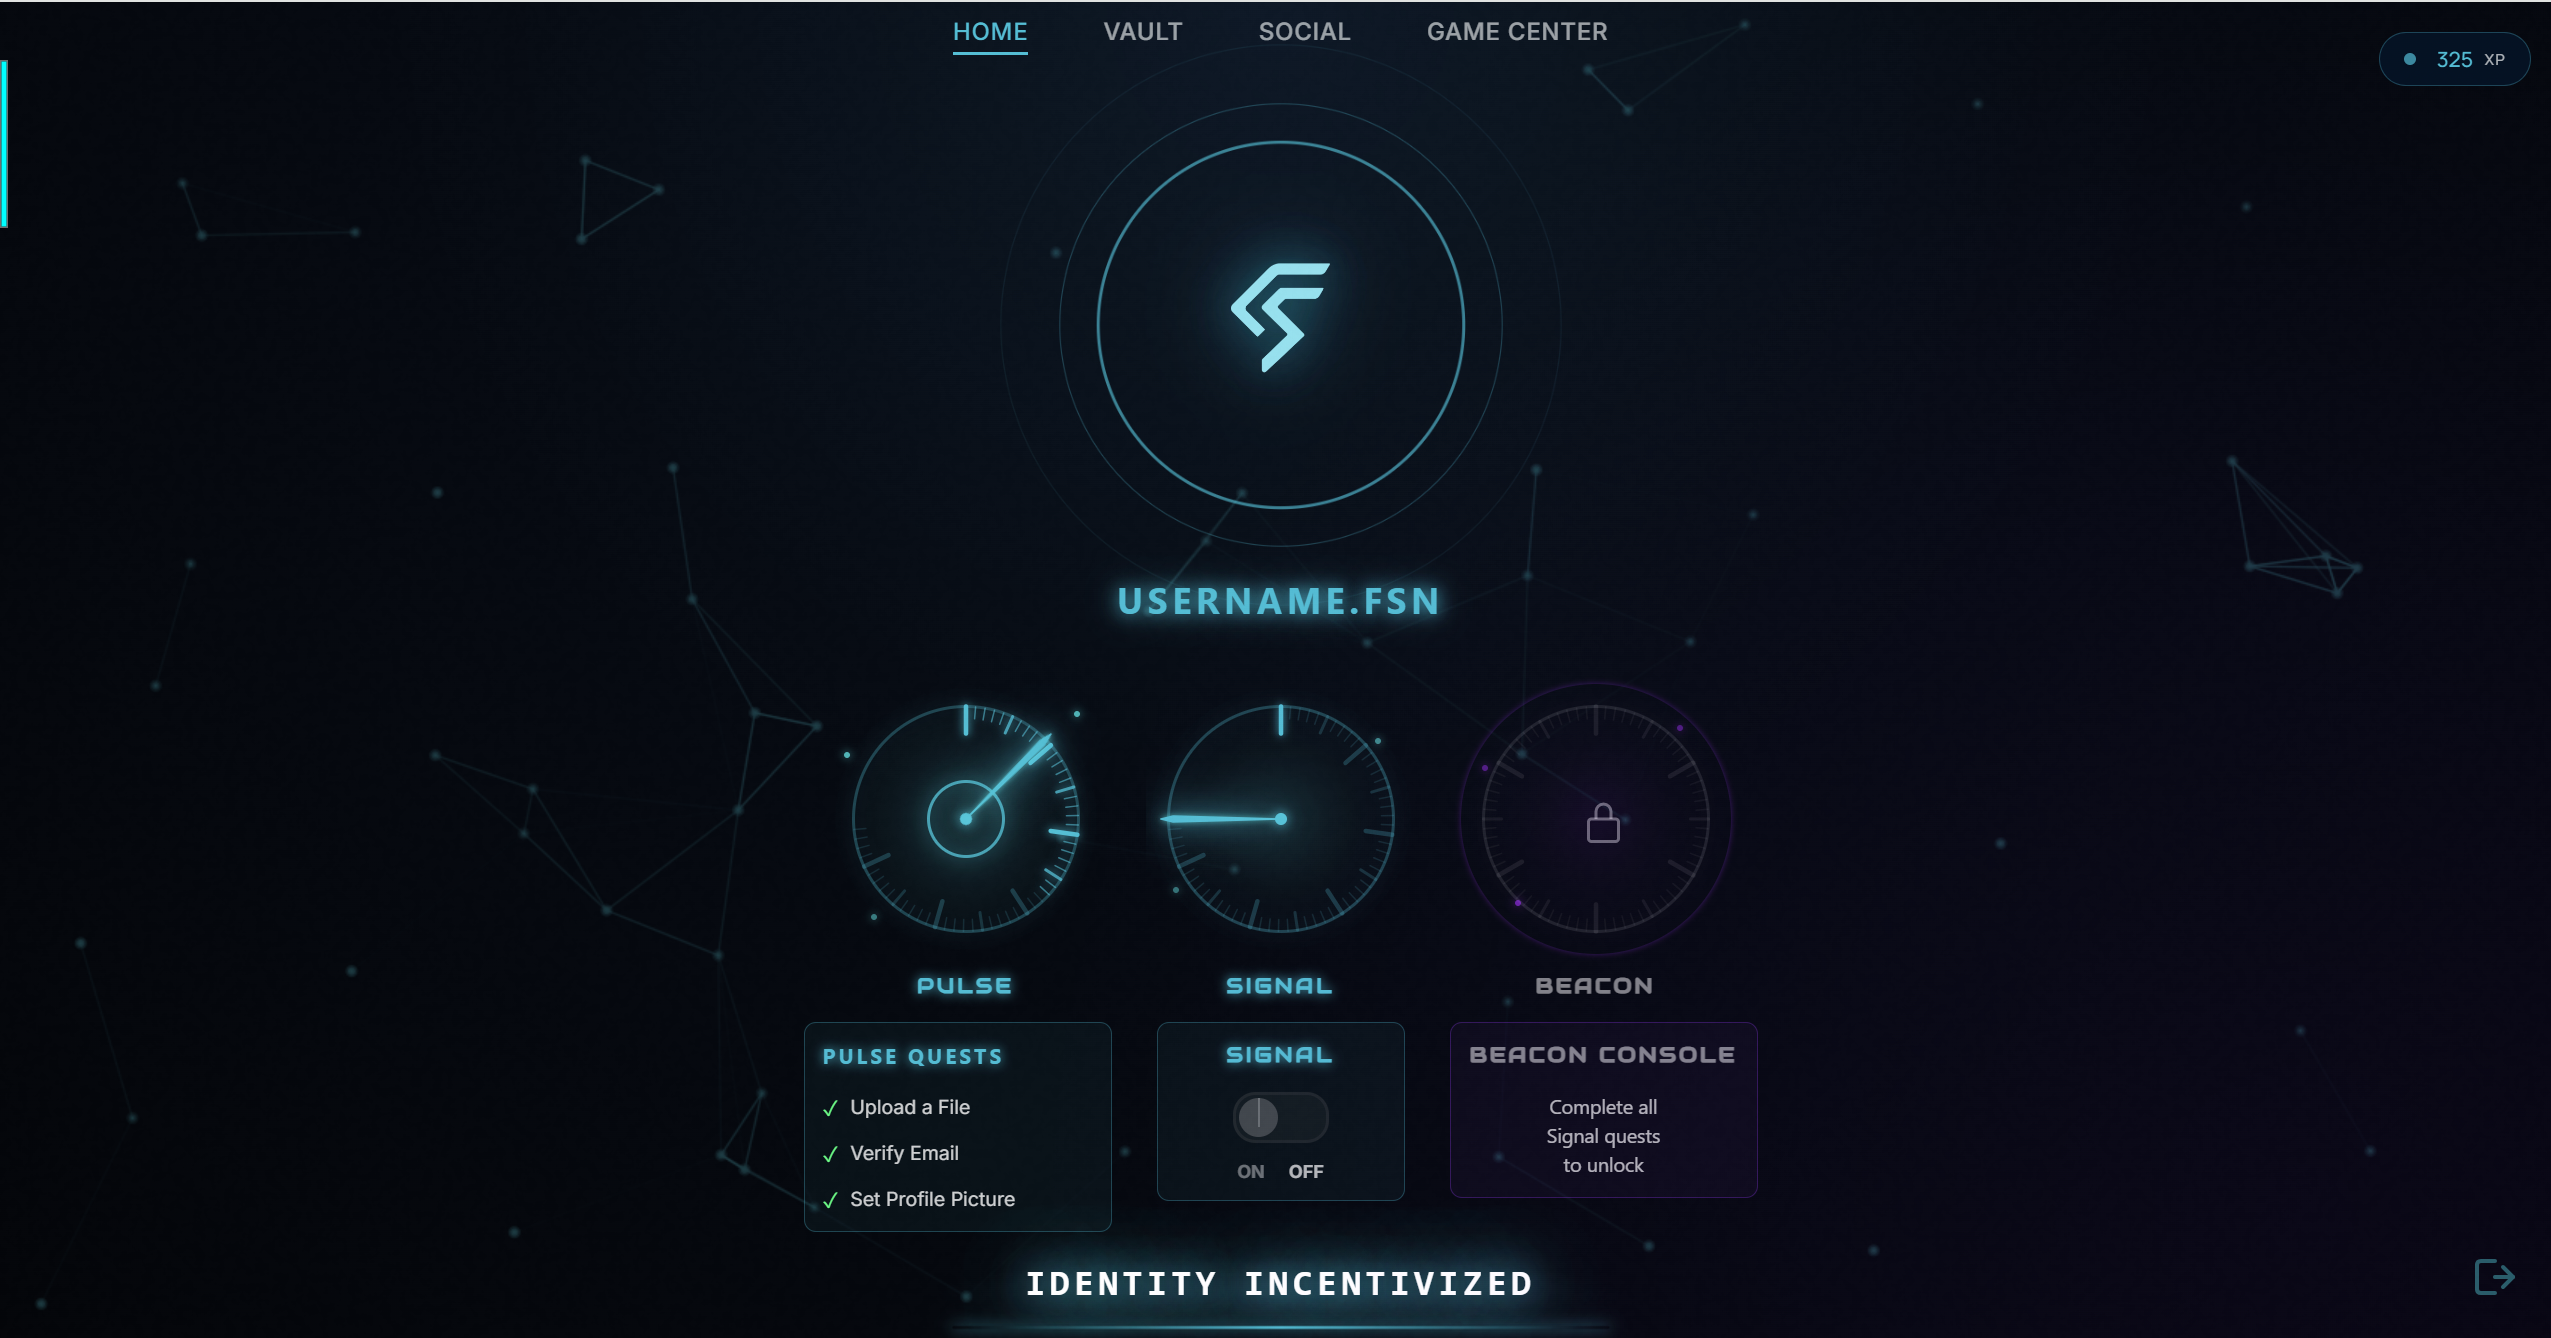 HOME
VAULT
SOCIAL
GAME CENTER
325 XP
USERNAME.FSN
PULSE
SIGNAL
BEACON
PULSE QUESTS
✓ Upload a File
✓ Verify Email
✓ Set Profile Picture
SIGNAL
ON OFF
BEACON CONSOLE
Complete all
Signal quests
to unlock
IDENTITY INCENTIVIZED